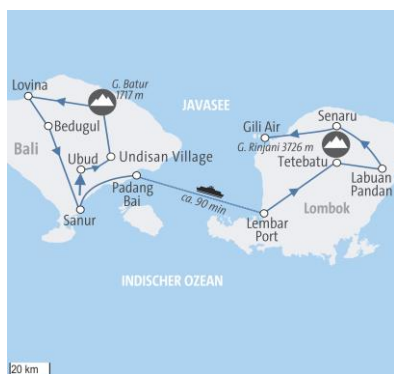 G. Batur
1717 m
Lovina
JAVASEE
Senaru
Gili Air
Bedugul
G. Rinjani 3726 m
Bali
Ubud
Undisan Village
Tetebatu
Padang
Bai
Labuan
Pandan
ca. 90 min
Lombok
Sanur
Lembar
Port
INDISCHER OZEAN
20 km